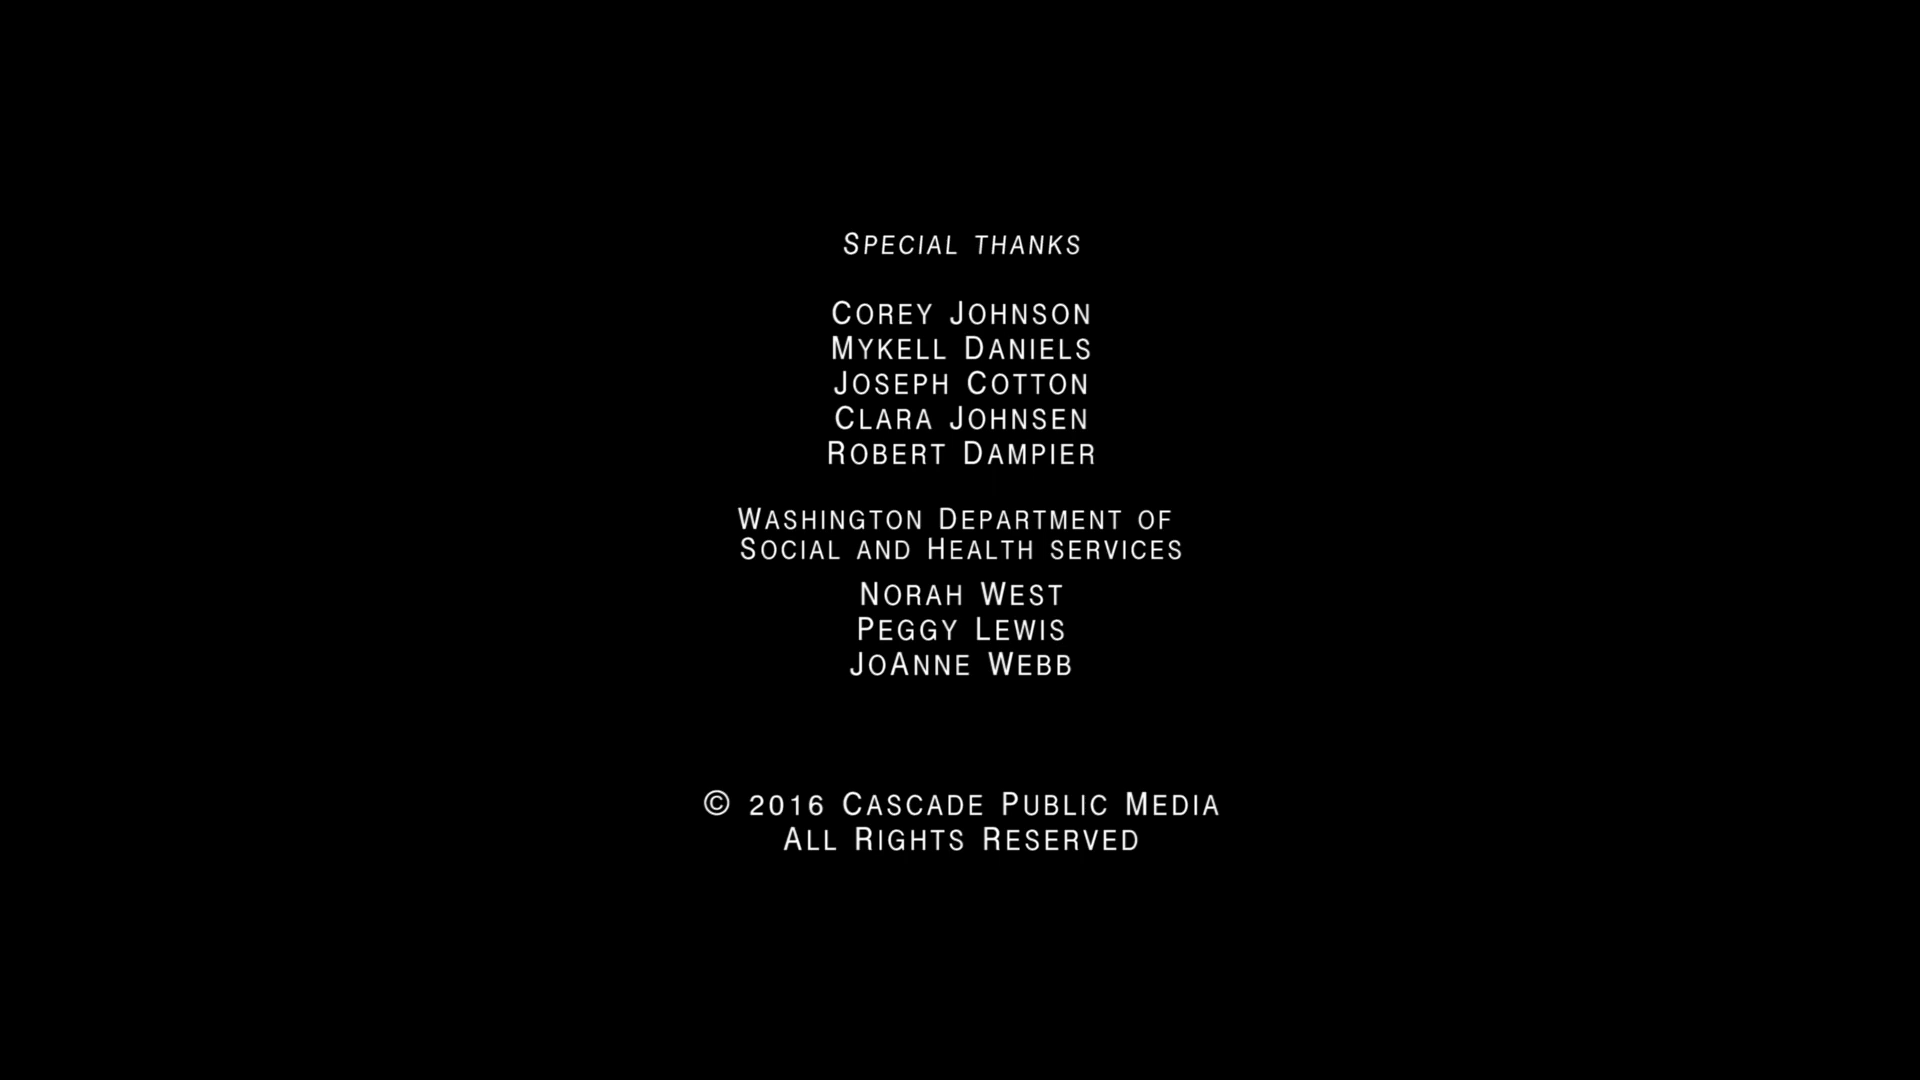 SPECIAL THANKS
COREY JOHNSON
MYKELL DANIELS
JOSEPH COTTON
CLARA JOHNSEN
ROBERT DAMPIER
WASHINGTON DEPARTMENT OF
SOCIAL AND HEALTH SERVICES
NORAH WEST
PEGGY LEWIS
JOANNE WEBB
© 2016 CASCADE PUBLIC MEDIA
ALL RIGHTS RESERVED